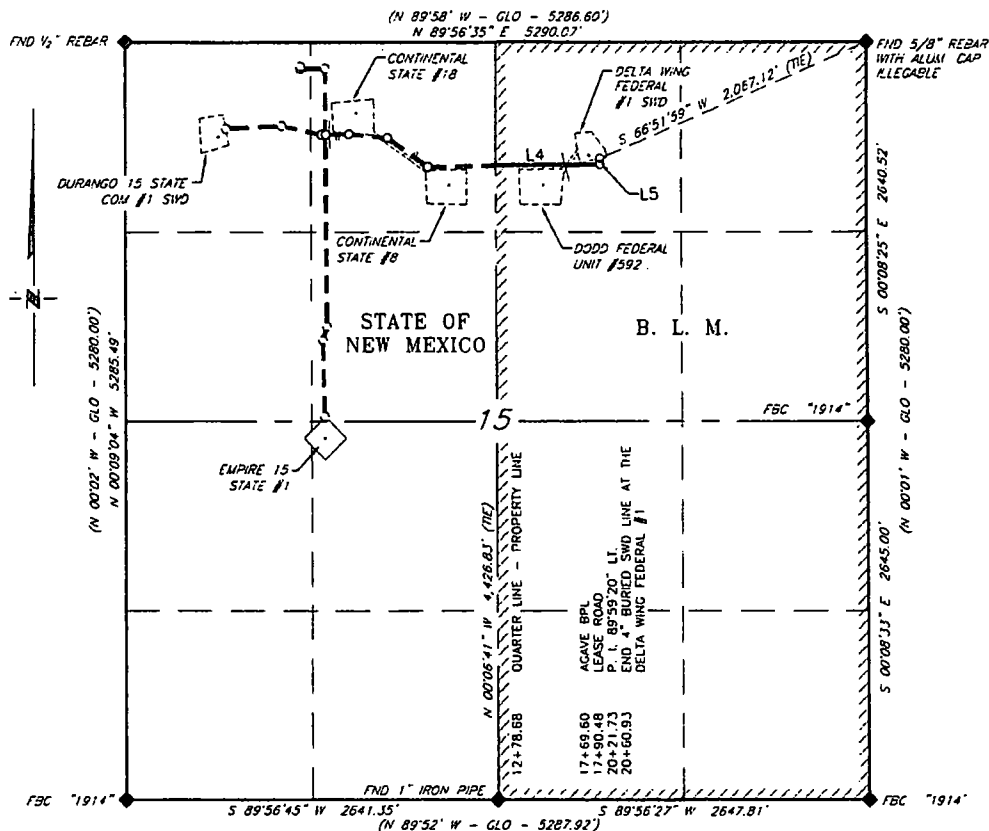 (N 89'58' W - GLO - 5286.60')
N 89'56'35" E 5290.07'
FND ½" REBAR
FND 5/8" REBAR
WITH ALUM CAP
ILLEGABLE
CONTINENTAL
STATE #18
DELTA WING
FEDERAL
#1 SWD
S 66'51'59" W 2,067.12' (TIE)
L4
L5
DURANGO 15 STATE
COM #1 SWD
CONTINENTAL
STATE #8
DODD FEDERAL
UNIT #592
S 00'08'25" E 2640.52'
STATE OF
NEW MEXICO
B. L. M.
(N 00'02' W - GLO - 5280.00')
N 00'09'04" W 5285.49'
(N 00'01' W - GLO - 5280.00')
15
FBC "1914"
EMPIRE 15
STATE #1
N 00'06'41" W 4,426.83' (TIE)
12+78.68 QUARTER LINE - PROPERTY LINE
17+69.60 AGAVE BPL
17+90.48 LEASE ROAD
20+21.73 P. I. 89'59'20" LT.
20+60.93 END 4" BURIED SWD LINE AT THE
DELTA WING FEDERAL #1
S 00'08'33" E 2645.00'
FBC "1914"
FND 1" IRON PIPE
FBC "1914"
S 89'56'45" W 2641.35'
S 89'56'27" W 2647.81'
(N 89'52' W - GLO - 5287.92')